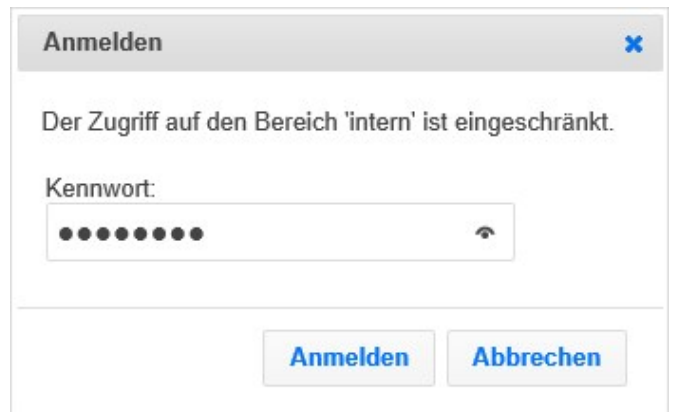 Anmelden
Der Zugriff auf den Bereich 'intern' ist eingeschränkt.
Kennwort:
●●●●●●●●
Anmelden Abbrechen